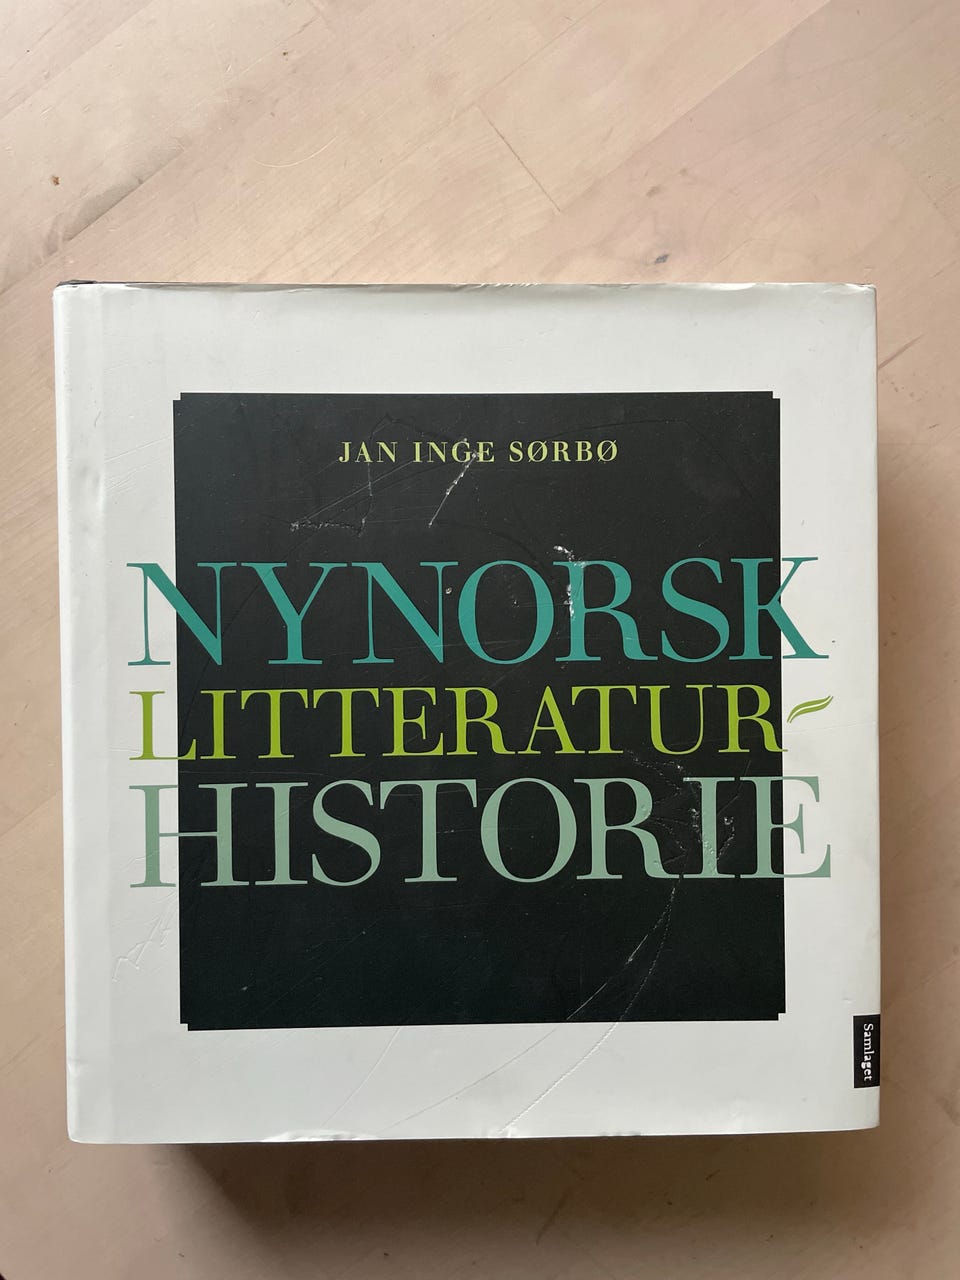 JAN INGE SØRBØ
NYNORSK
LITTERATUR-
HISTORIE
Samlaget